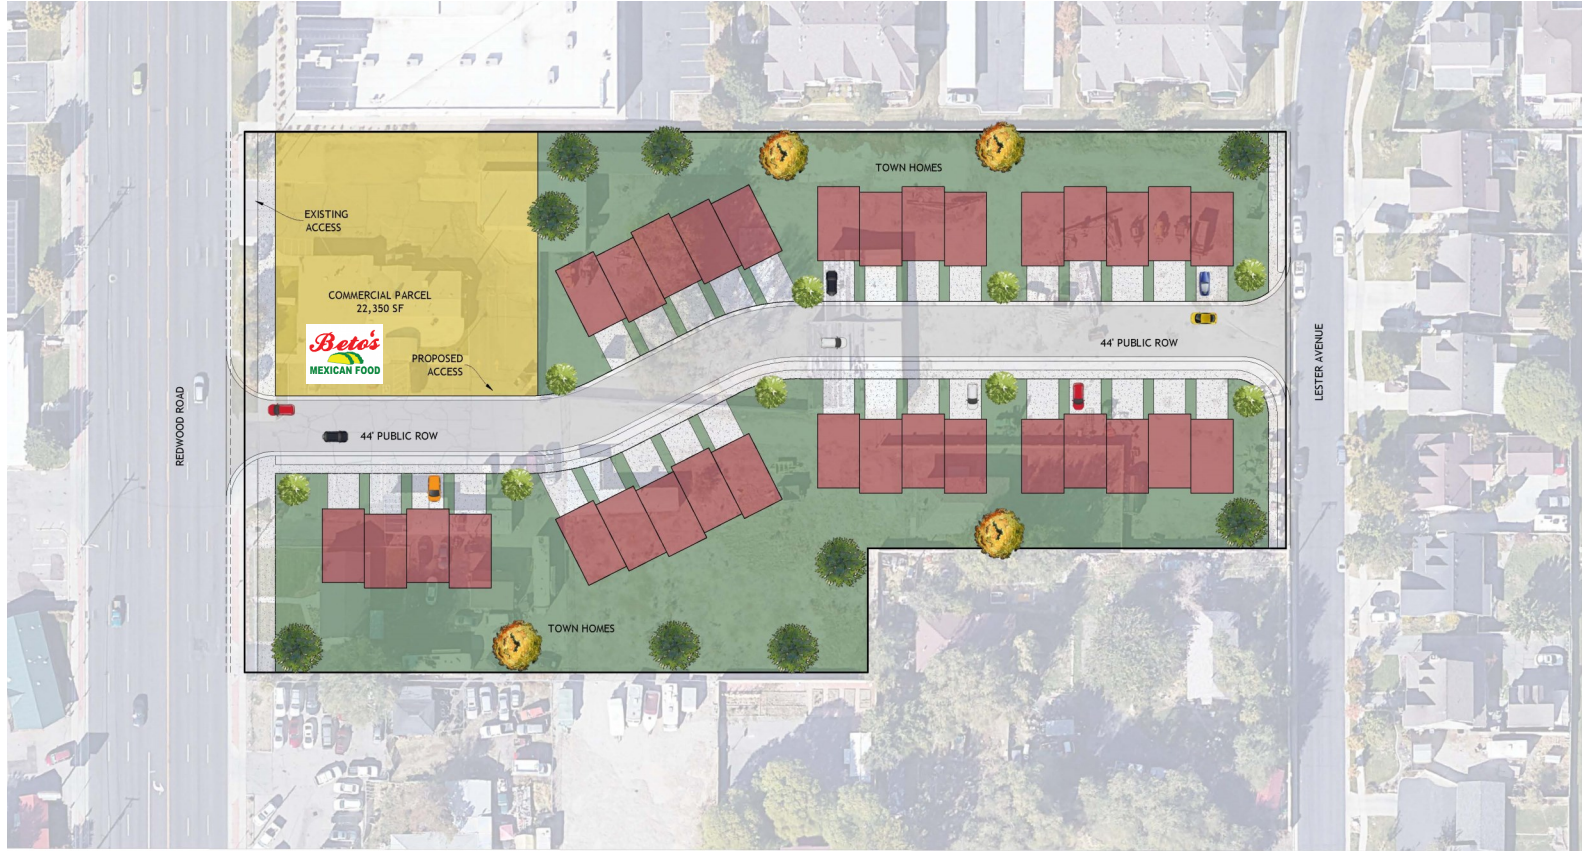 TOWN HOMES
EXISTING
ACCESS
COMMERCIAL PARCEL
22,350 SF
Beto's
MEXICAN FOOD
PROPOSED
ACCESS
44' PUBLIC ROW
LESTER AVENUE
REDWOOD ROAD
44' PUBLIC ROW
TOWN HOMES